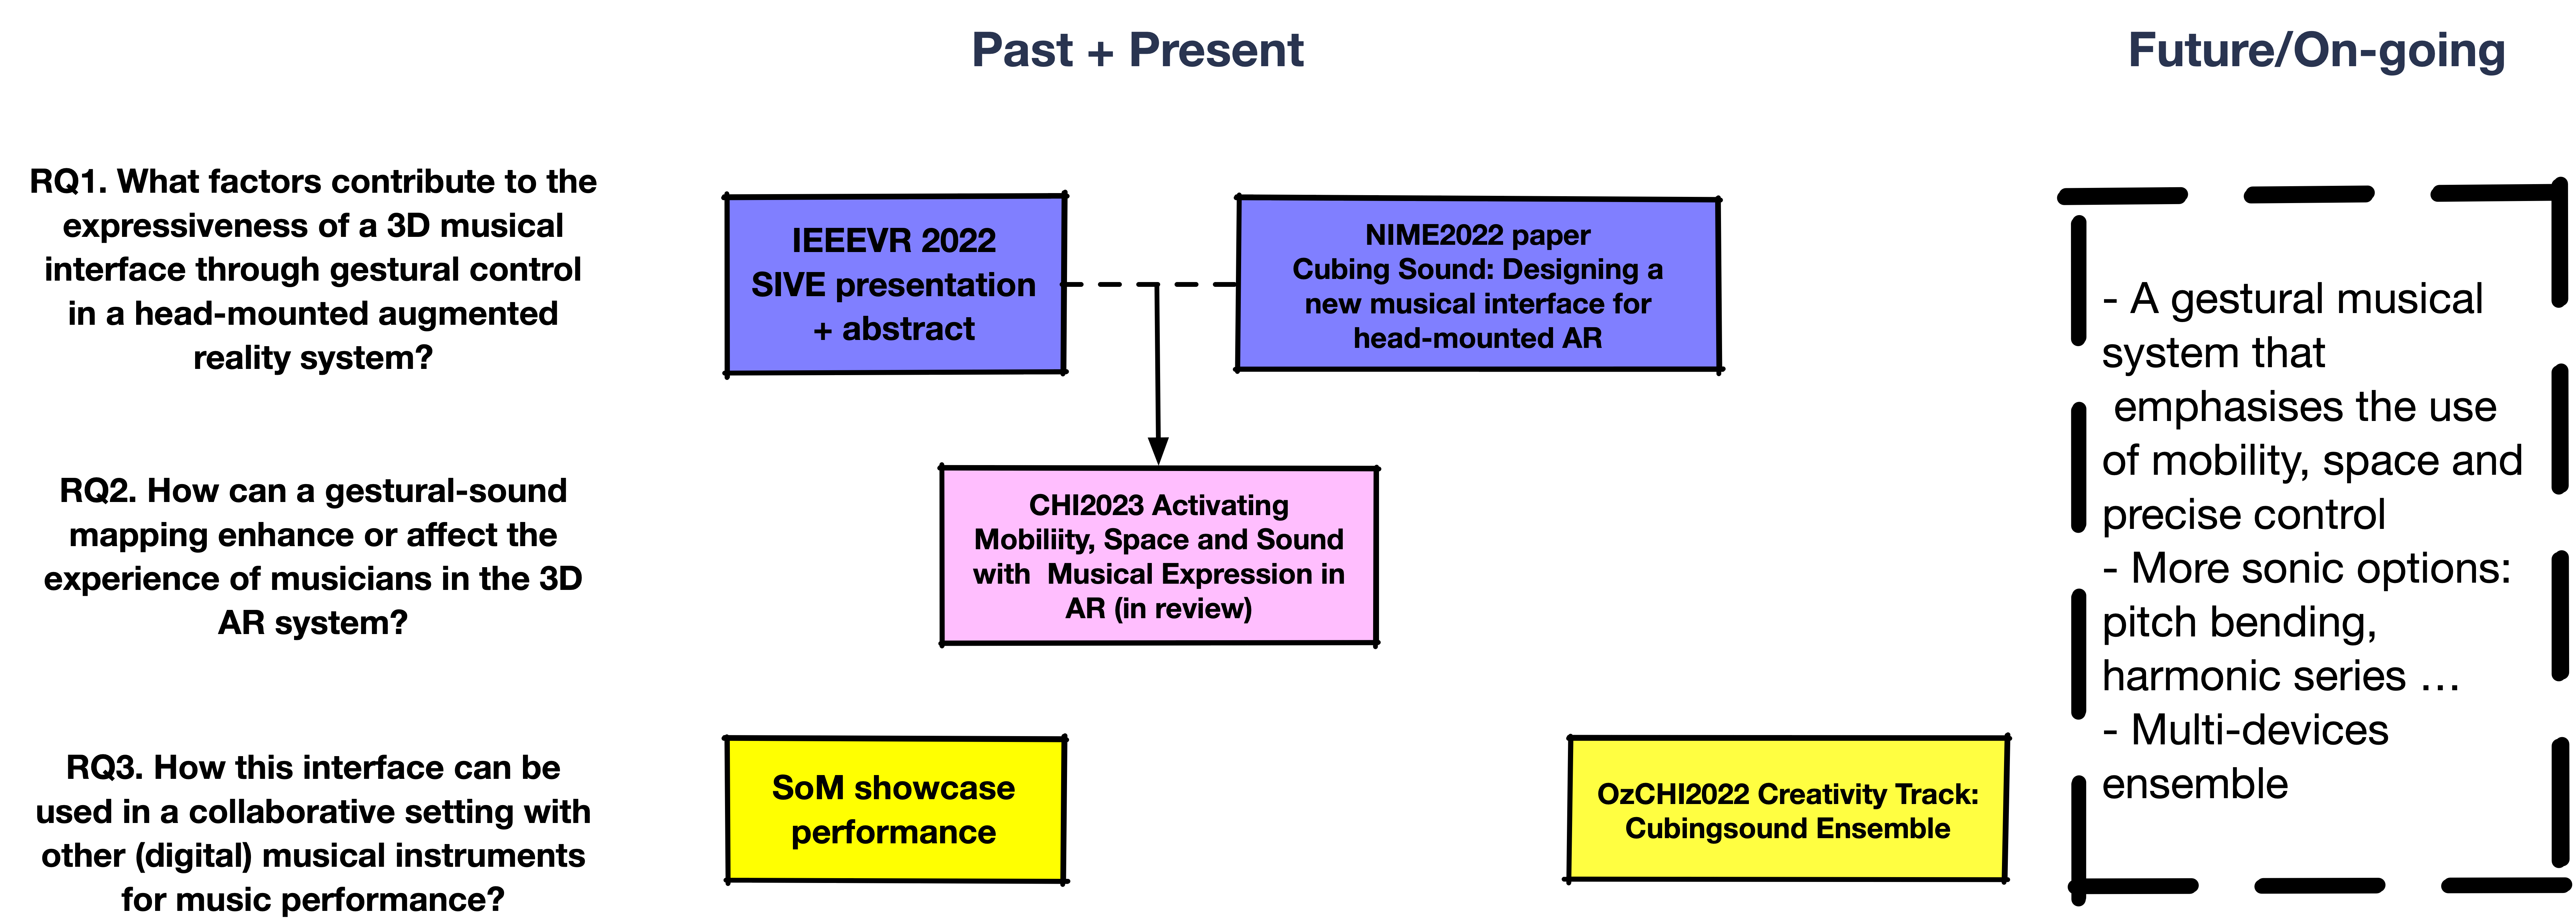 Past + Present
Future/On-going
RQ1. What factors contribute to the
expressiveness of a 3D musical
interface through gestural control
in a head-mounted augmented
reality system?
IEEEVR 2022
SIVE presentation
+ abstract
NIME2022 paper
Cubing Sound: Designing a
new musical interface for
head-mounted AR
RQ2. How can a gestural-sound
mapping enhance or affect the
experience of musicians in the 3D
AR system?
CHI2023 Activating
Mobiliity, Space and Sound
with  Musical Expression in
AR (in review)
RQ3. How this interface can be
used in a collaborative setting with
other (digital) musical instruments
for music performance?
SoM showcase
performance
OzCHI2022 Creativity Track:
Cubingsound Ensemble
- A gestural musical
system that
emphasises the use
of mobility, space and
precise control
- More sonic options:
pitch bending,
harmonic series …
- Multi-devices
ensemble